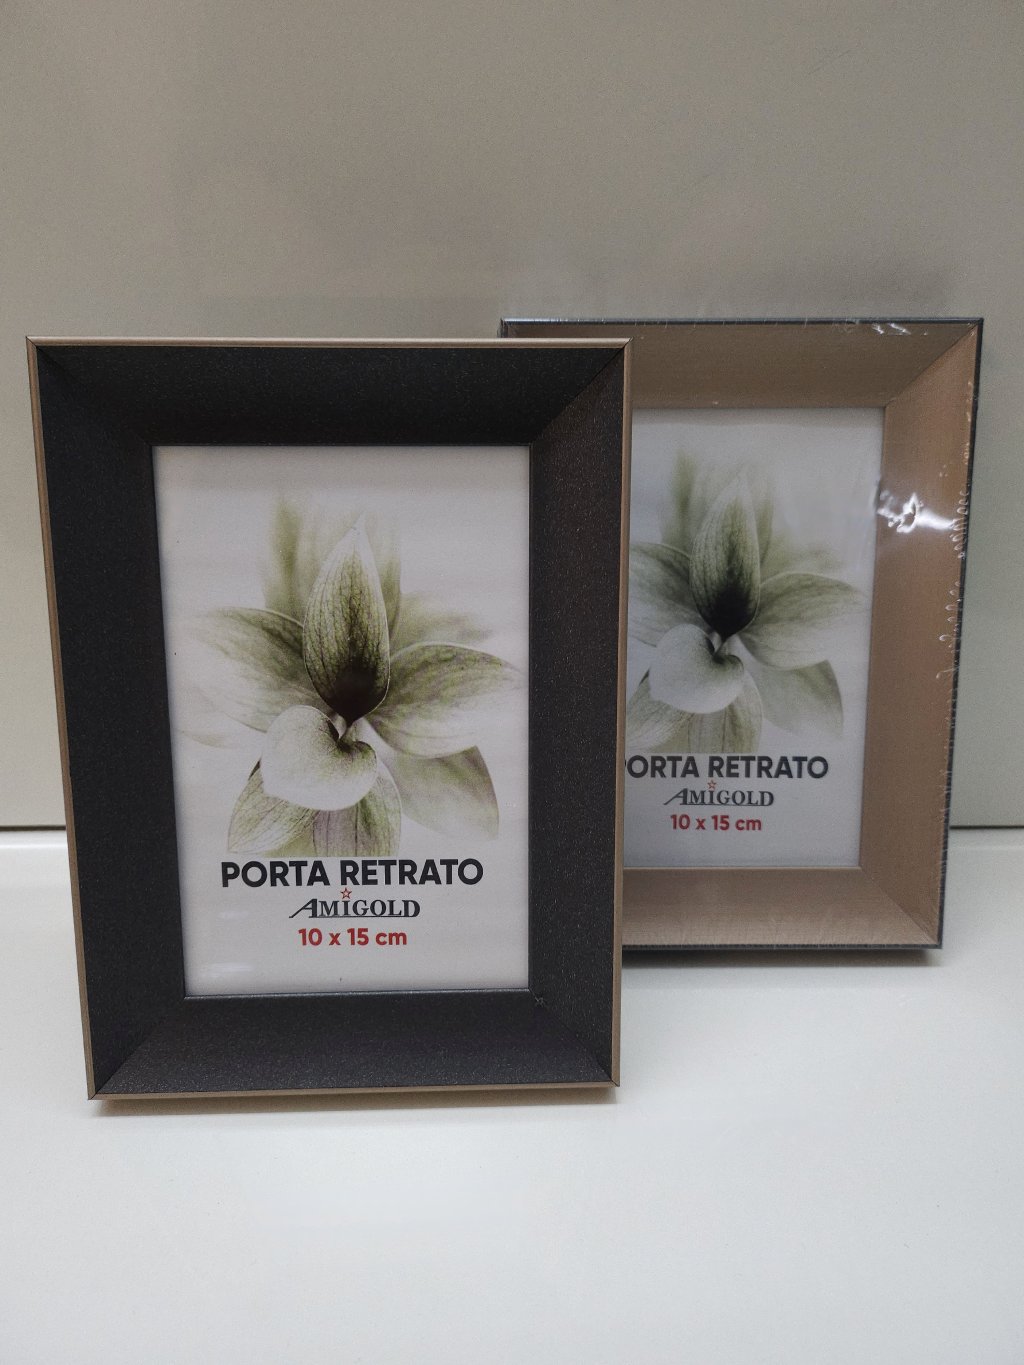 PORTA RETRATO
AMIGOLD
10 x 15 cm
PORTA RETRATO
AMIGOLD
10 x 15 cm